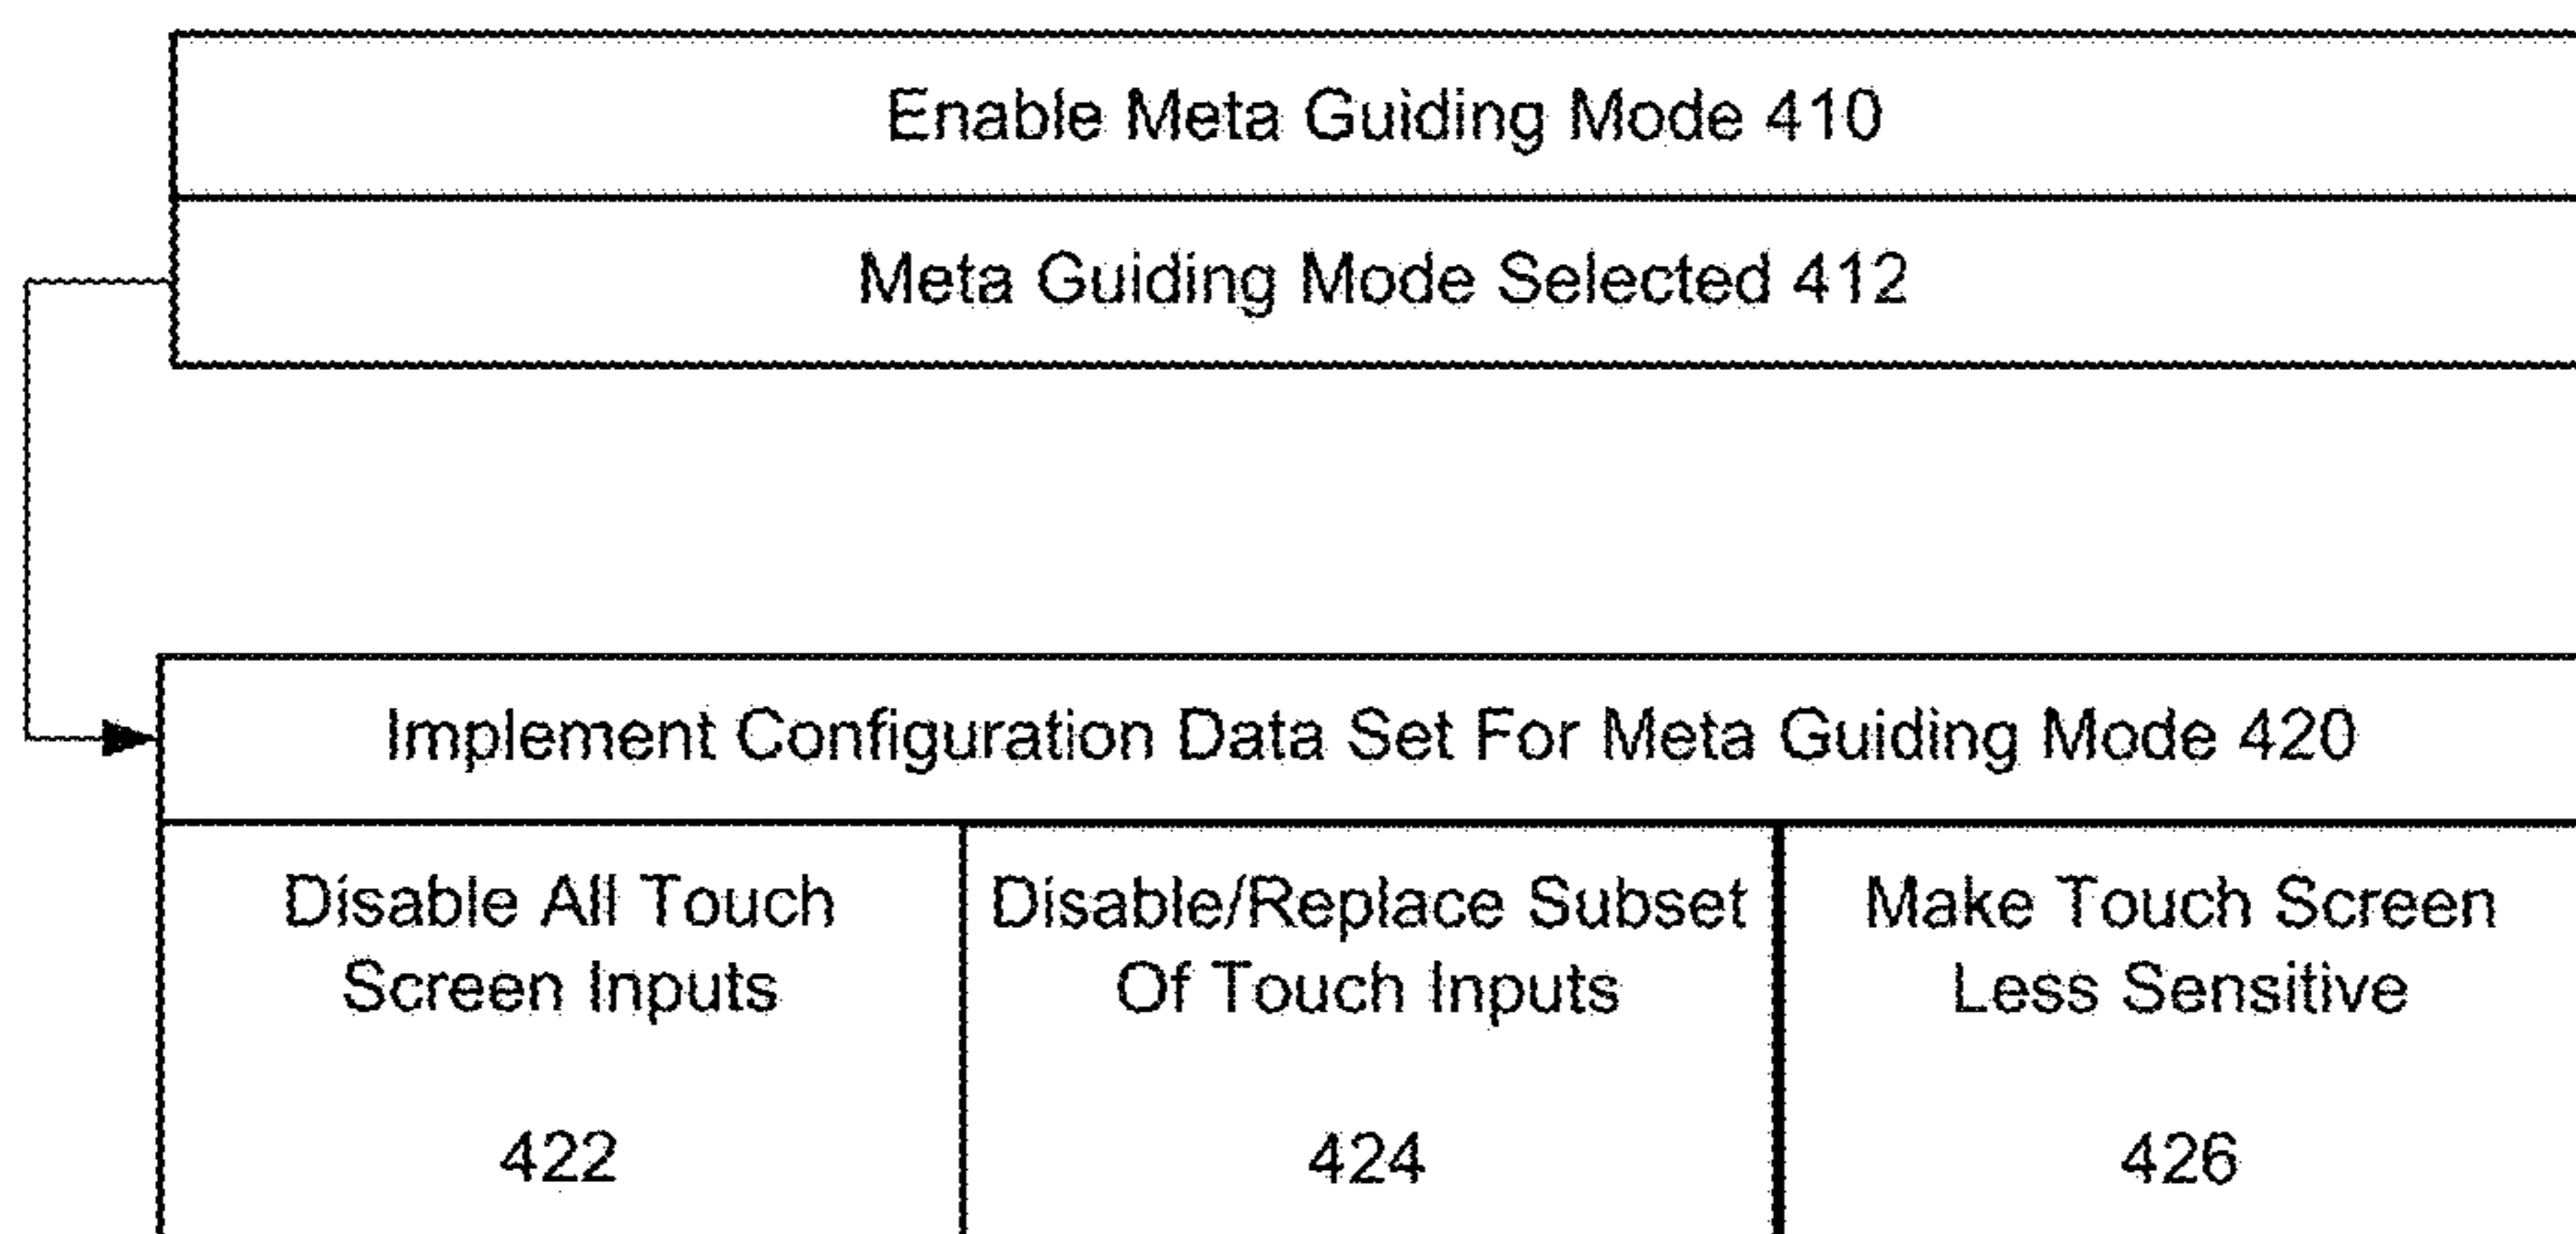 Enable Meta Guiding Mode 410
Meta Guiding Mode Selected 412
Implement Configuration Data Set For Meta Guiding Mode 420
Disable All Touch
Screen Inputs
422
Disable/Replace Subset
Of Touch Inputs
424
Make Touch Screen
Less Sensitive
426